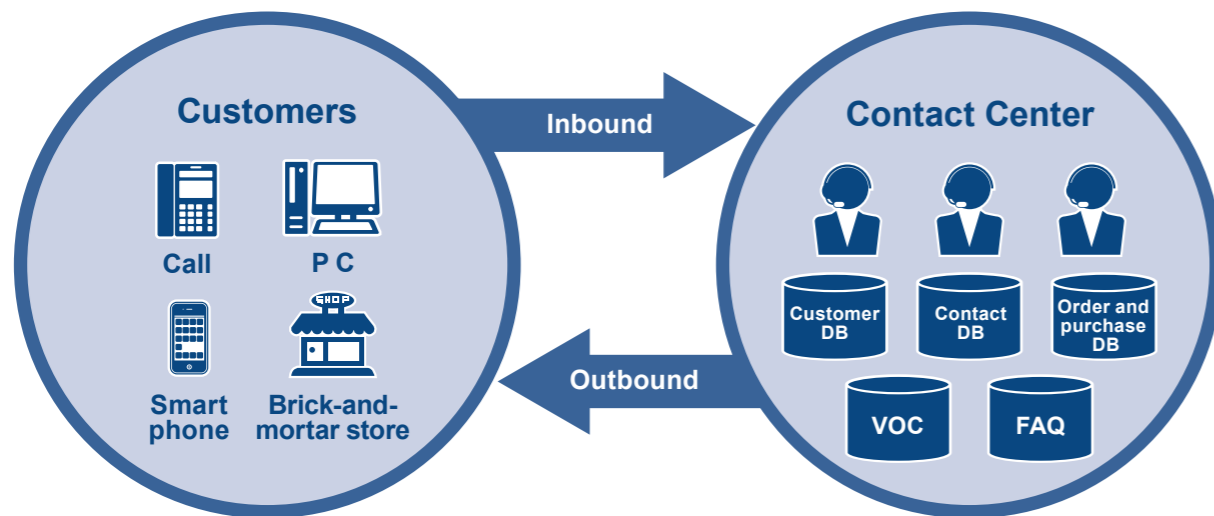 Customers
Call
P C
SHOP
Smart
phone
Brick-and-
mortar store
Inbound
Outbound
Contact Center
Customer
DB
Contact
DB
Order and
purchase
DB
VOC
FAQ